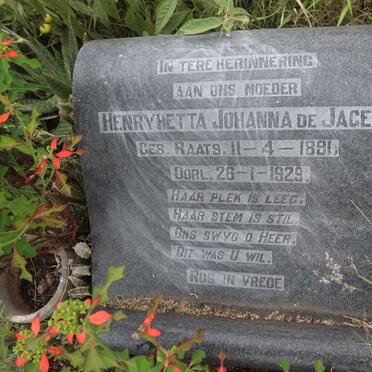 IN TERE HERINNERING
AAN ONS MOEDER
HENRYHETTA JOHANNA DE JAGE
GEB. RAATS. 11-4-1891.
OORL. 26-1-1929.
HAAR PLEK IS LEEG.
HAAR STEM IS STIL.
ONS SWYG O HEER.
DIT WAS U WIL.
RUS IN VREDE